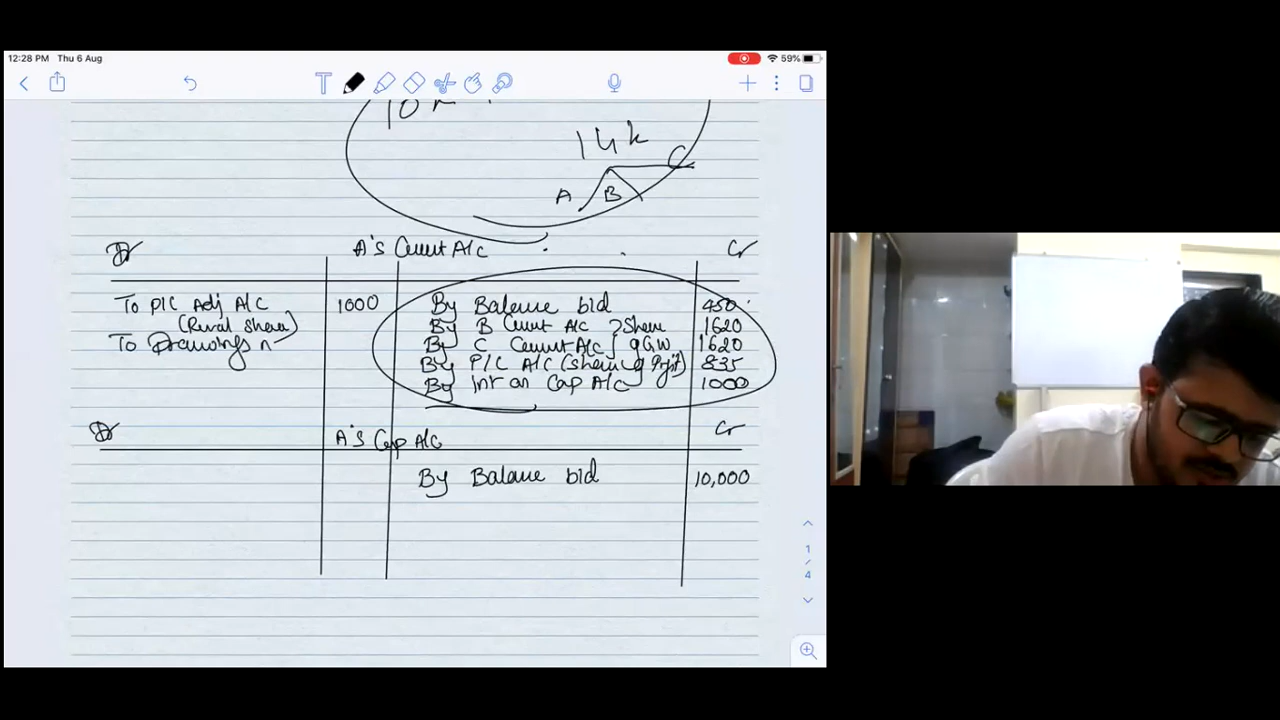 12:28 PM Thu 6 Aug
59%
T
10 k
14k
A B C
Dr A's Current A/c Cr
To P/L Adj A/c 1000 By Balance b/d 450
(Rival share) By B Current A/c } Share 1620
To Drawings By C Current A/c } of G/W 1620
By P/L A/c (share of Profit) 835
By Int on Cap A/c 1000
Dr A's Cap A/c Cr
By Balance b/d 10,000
1
/
4